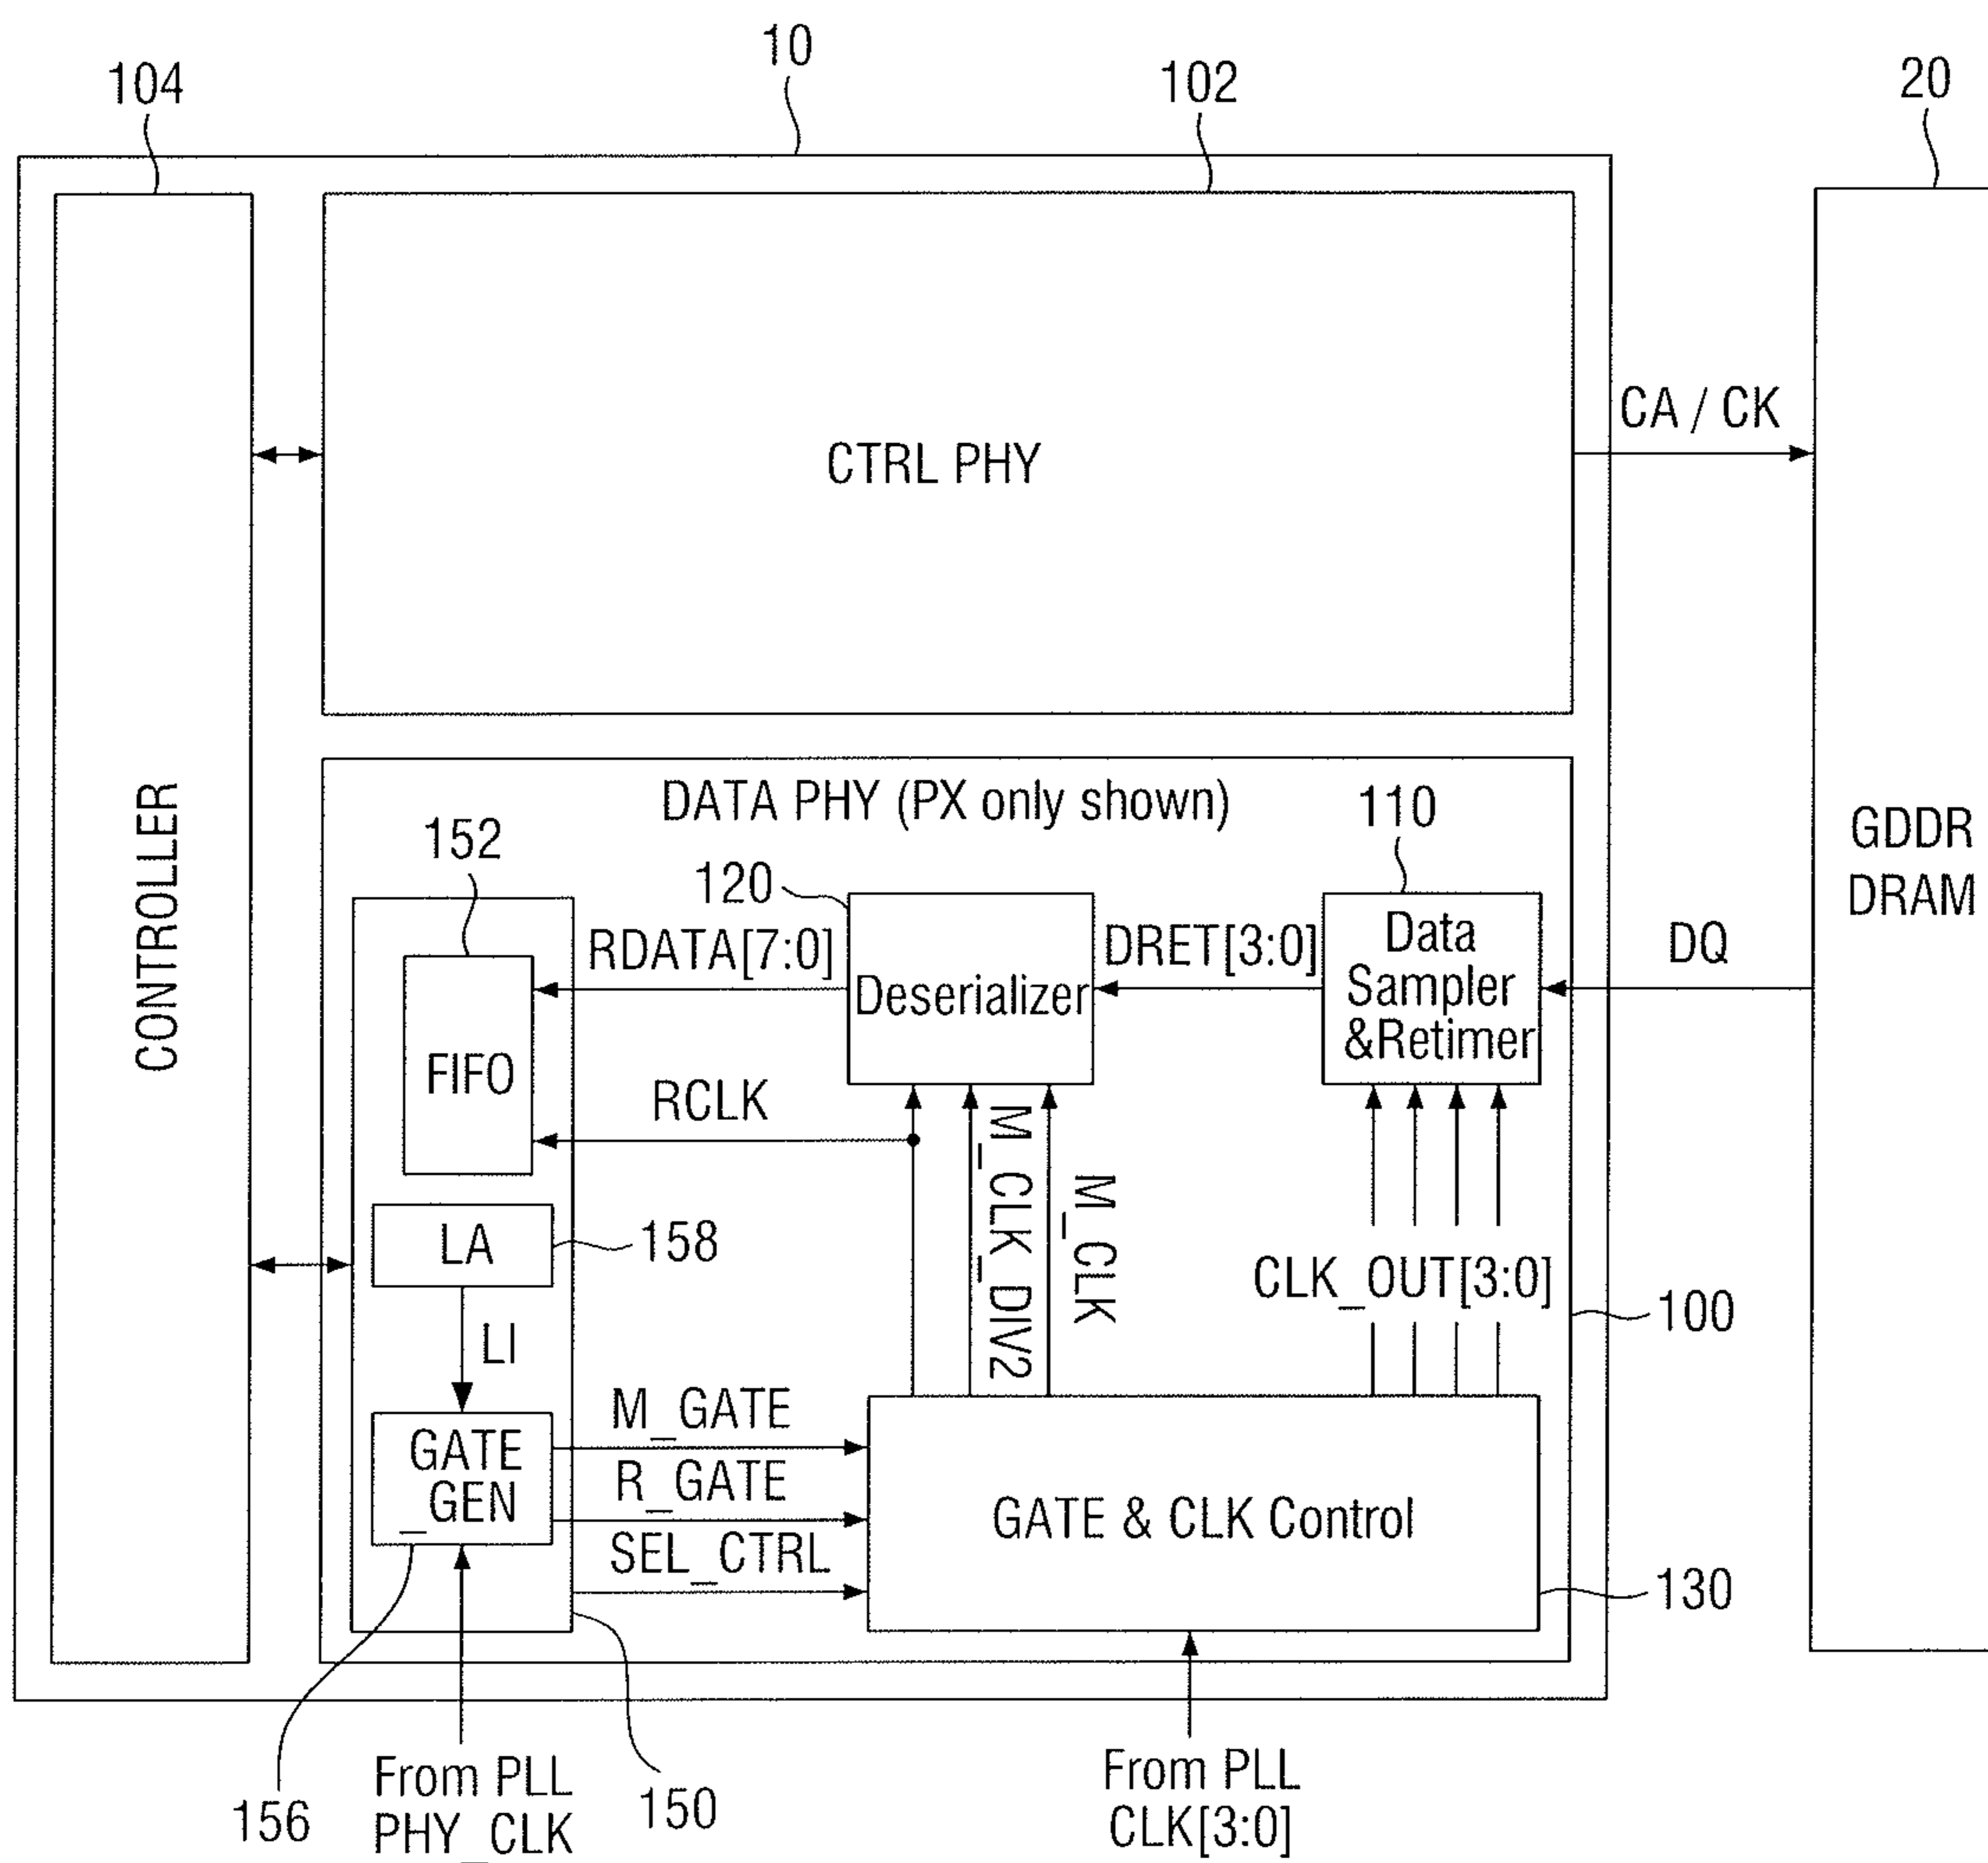 10
104
102
20
CA / CK
CTRL PHY
CONTROLLER
DATA PHY (PX only shown)
110
152
120
GDDR
DRAM
RDATA[7:0]
DRET[3:0]
Data
Sampler
&Retimer
DQ
Deserializer
FIFO
RCLK
M_CLK_DIV2
M_CLK
LA
158
CLK_OUT[3:0]
100
LI
M_GATE
GATE
_GEN
R_GATE
GATE & CLK Control
SEL_CTRL
130
From PLL
PHY_CLK
156
150
From PLL
CLK[3:0]